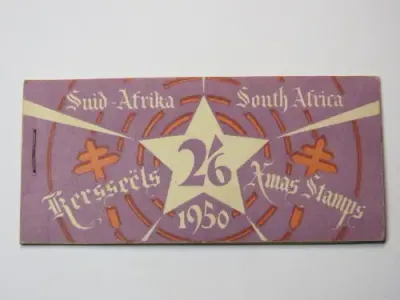 Suid-Afrika South Africa
2/6
Kersseëls Xmas Stamps
1950